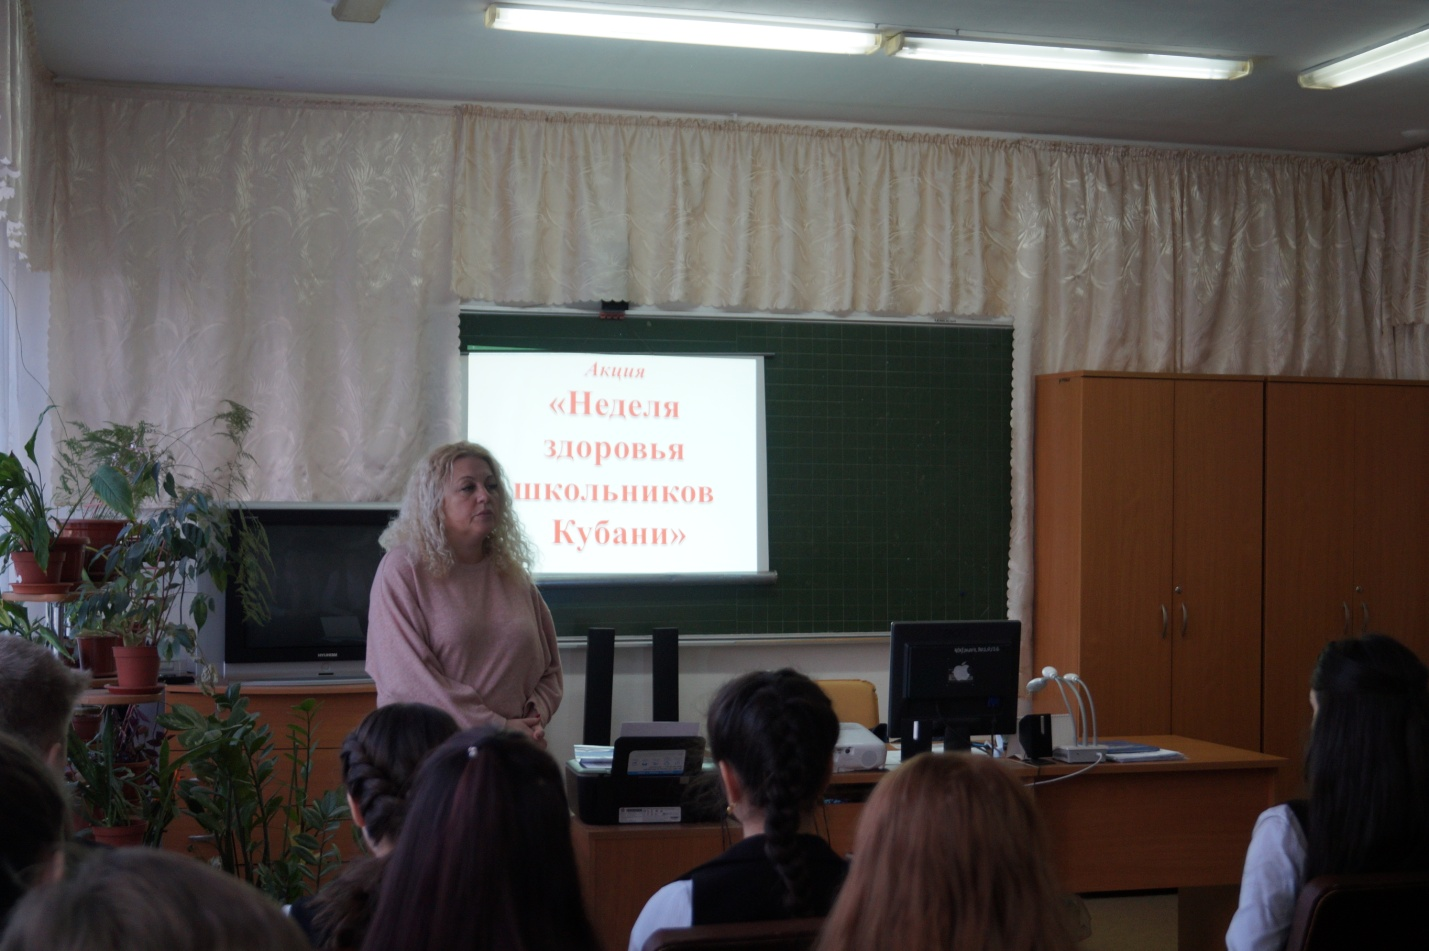 Акция
«Неделя
здоровья
школьников
Кубани»